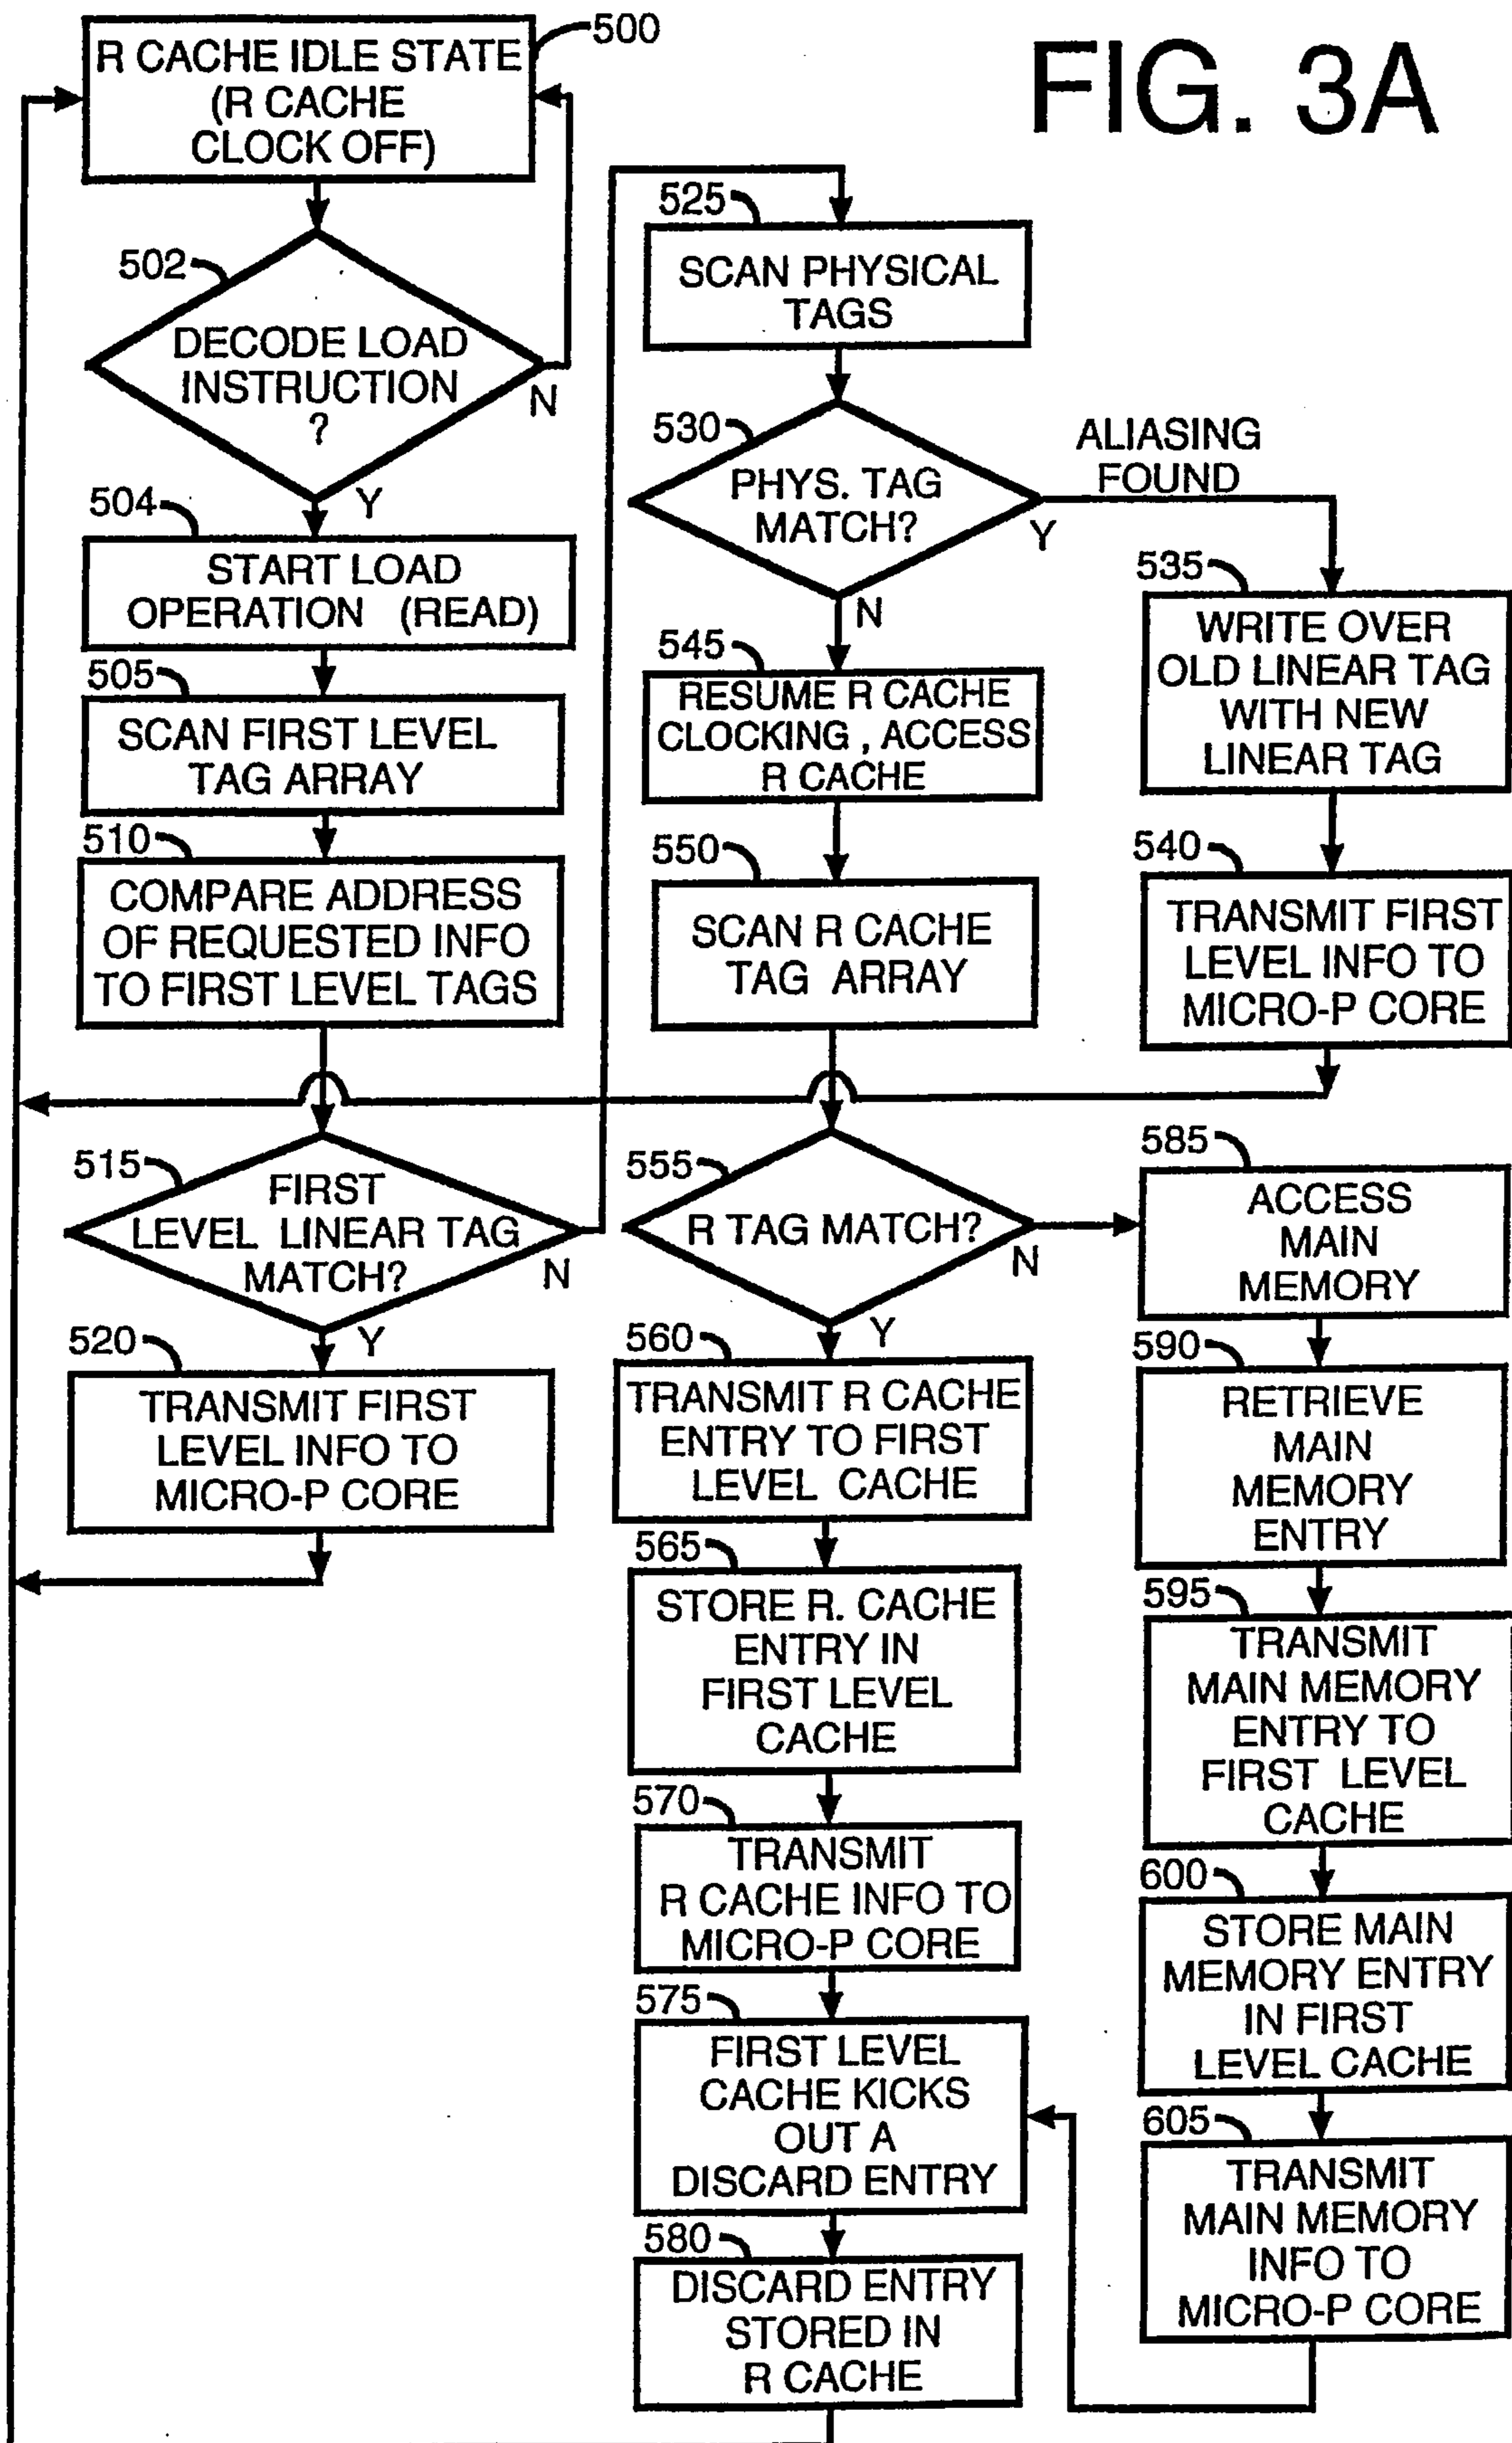 FIG. 3A
500
R CACHE IDLE STATE
(R CACHE
CLOCK OFF)
502
DECODE LOAD
INSTRUCTION
?
N
Y
504
START LOAD
OPERATION (READ)
505
SCAN FIRST LEVEL
TAG ARRAY
510
COMPARE ADDRESS
OF REQUESTED INFO
TO FIRST LEVEL TAGS
515
FIRST
LEVEL LINEAR TAG
MATCH?
N
Y
520
TRANSMIT FIRST
LEVEL INFO TO
MICRO-P CORE
525
SCAN PHYSICAL
TAGS
530
PHYS. TAG
MATCH?
Y
N
ALIASING
FOUND
535
WRITE OVER
OLD LINEAR TAG
WITH NEW
LINEAR TAG
540
TRANSMIT FIRST
LEVEL INFO TO
MICRO-P CORE
545
RESUME R CACHE
CLOCKING , ACCESS
R CACHE
550
SCAN R CACHE
TAG ARRAY
555
R TAG MATCH?
N
Y
560
TRANSMIT R CACHE
ENTRY TO FIRST
LEVEL CACHE
565
STORE R. CACHE
ENTRY IN
FIRST LEVEL
CACHE
570
TRANSMIT
R CACHE INFO TO
MICRO-P CORE
575
FIRST LEVEL
CACHE KICKS
OUT A
DISCARD ENTRY
580
DISCARD ENTRY
STORED IN
R CACHE
585
ACCESS
MAIN
MEMORY
590
RETRIEVE
MAIN
MEMORY
ENTRY
595
TRANSMIT
MAIN MEMORY
ENTRY TO
FIRST LEVEL
CACHE
600
STORE MAIN
MEMORY ENTRY
IN FIRST
LEVEL CACHE
605
TRANSMIT
MAIN MEMORY
INFO TO
MICRO-P CORE